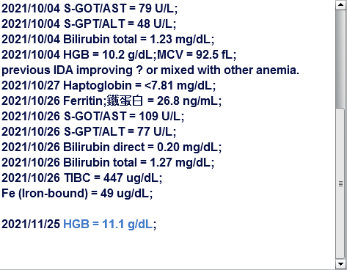 2021/10/04 S-GOT/AST = 79 U/L;
2021/10/04 S-GPT/ALT = 48 U/L;
2021/10/04 Bilirubin total = 1.23 mg/dL;
2021/10/04 HGB = 10.2 g/dL;MCV = 92.5 fL;
previous IDA improving ? or mixed with other anemia.
2021/10/27 Haptoglobin = <7.81 mg/dL;
2021/10/26 Ferritin;鐵蛋白 = 26.8 ng/mL;
2021/10/26 S-GOT/AST = 109 U/L;
2021/10/26 S-GPT/ALT = 77 U/L;
2021/10/26 Bilirubin direct = 0.20 mg/dL;
2021/10/26 Bilirubin total = 1.27 mg/dL;
2021/10/26 TIBC = 447 ug/dL;
Fe (Iron-bound) = 49 ug/dL;
2021/11/25 HGB = 11.1 g/dL;